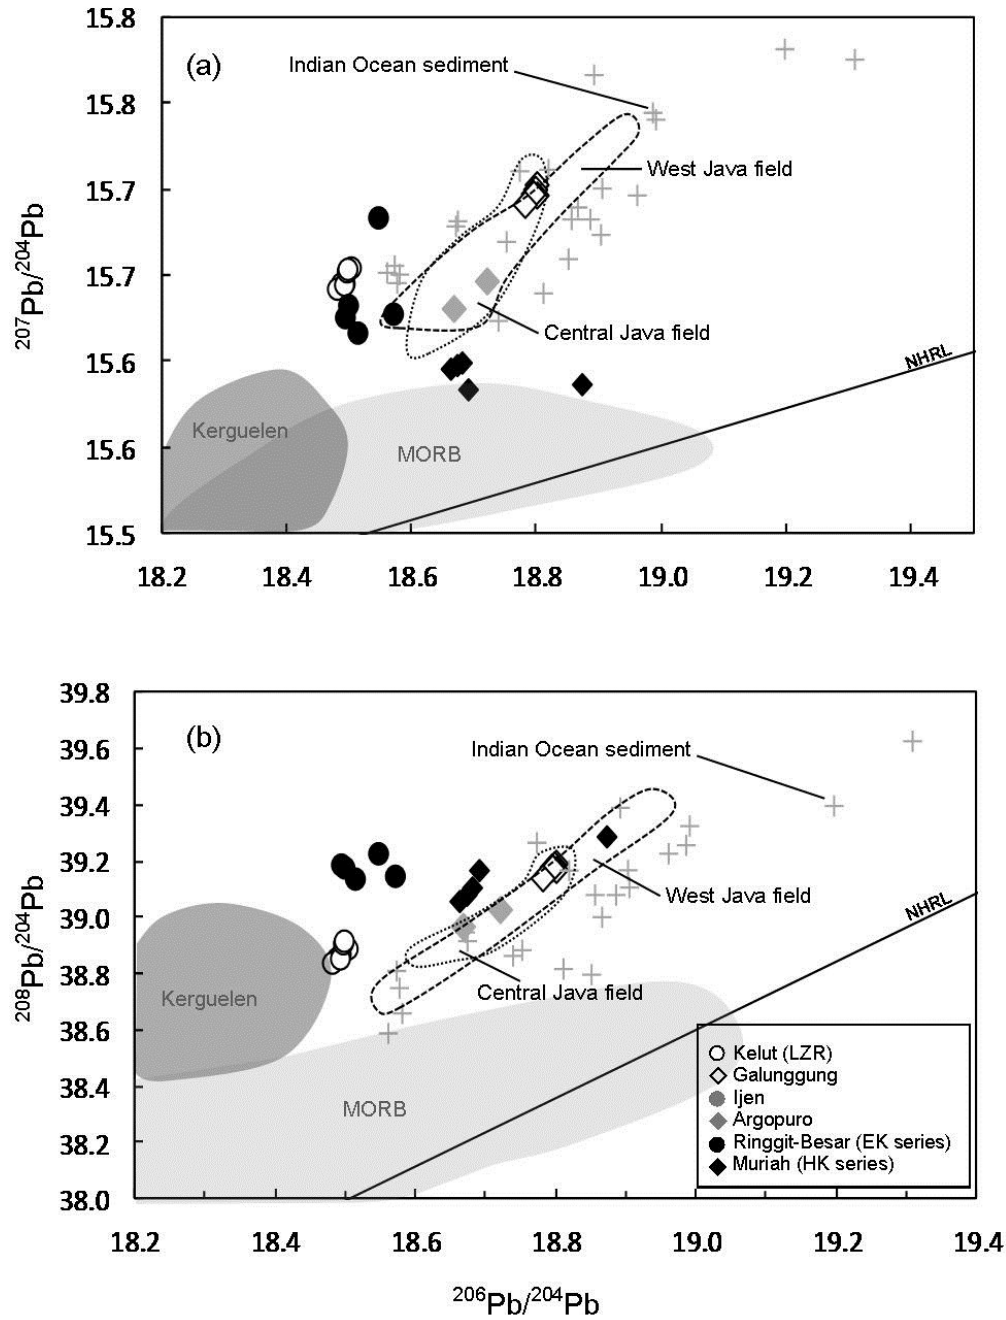 15.8
(a)
Indian Ocean sediment
15.8
West Java field
15.7
²⁰⁷Pb/²⁰⁴Pb
15.7
Central Java field
NHRL
15.6
Kerguelen
MORB
15.6
15.5
18.2 18.4 18.6 18.8 19.0 19.2 19.4
39.8
(b)
39.6
Indian Ocean sediment
39.4
39.2
West Java field
NHRL
39.0
²⁰⁸Pb/²⁰⁴Pb
Central Java field
38.8
Kerguelen
38.6
Kelut (LZR)
Galunggung
38.4
Ijen
MORB
Argopuro
38.2
Ringgit-Besar (EK series)
Muriah (HK series)
38.0
18.2 18.4 18.6 18.8 19.0 19.2 19.4
²⁰⁶Pb/²⁰⁴Pb